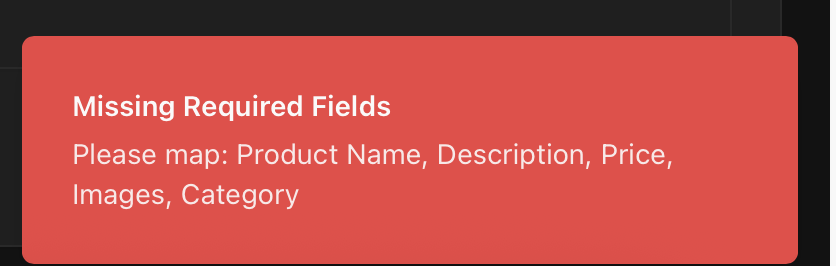 Missing Required Fields
Please map: Product Name, Description, Price,
Images, Category